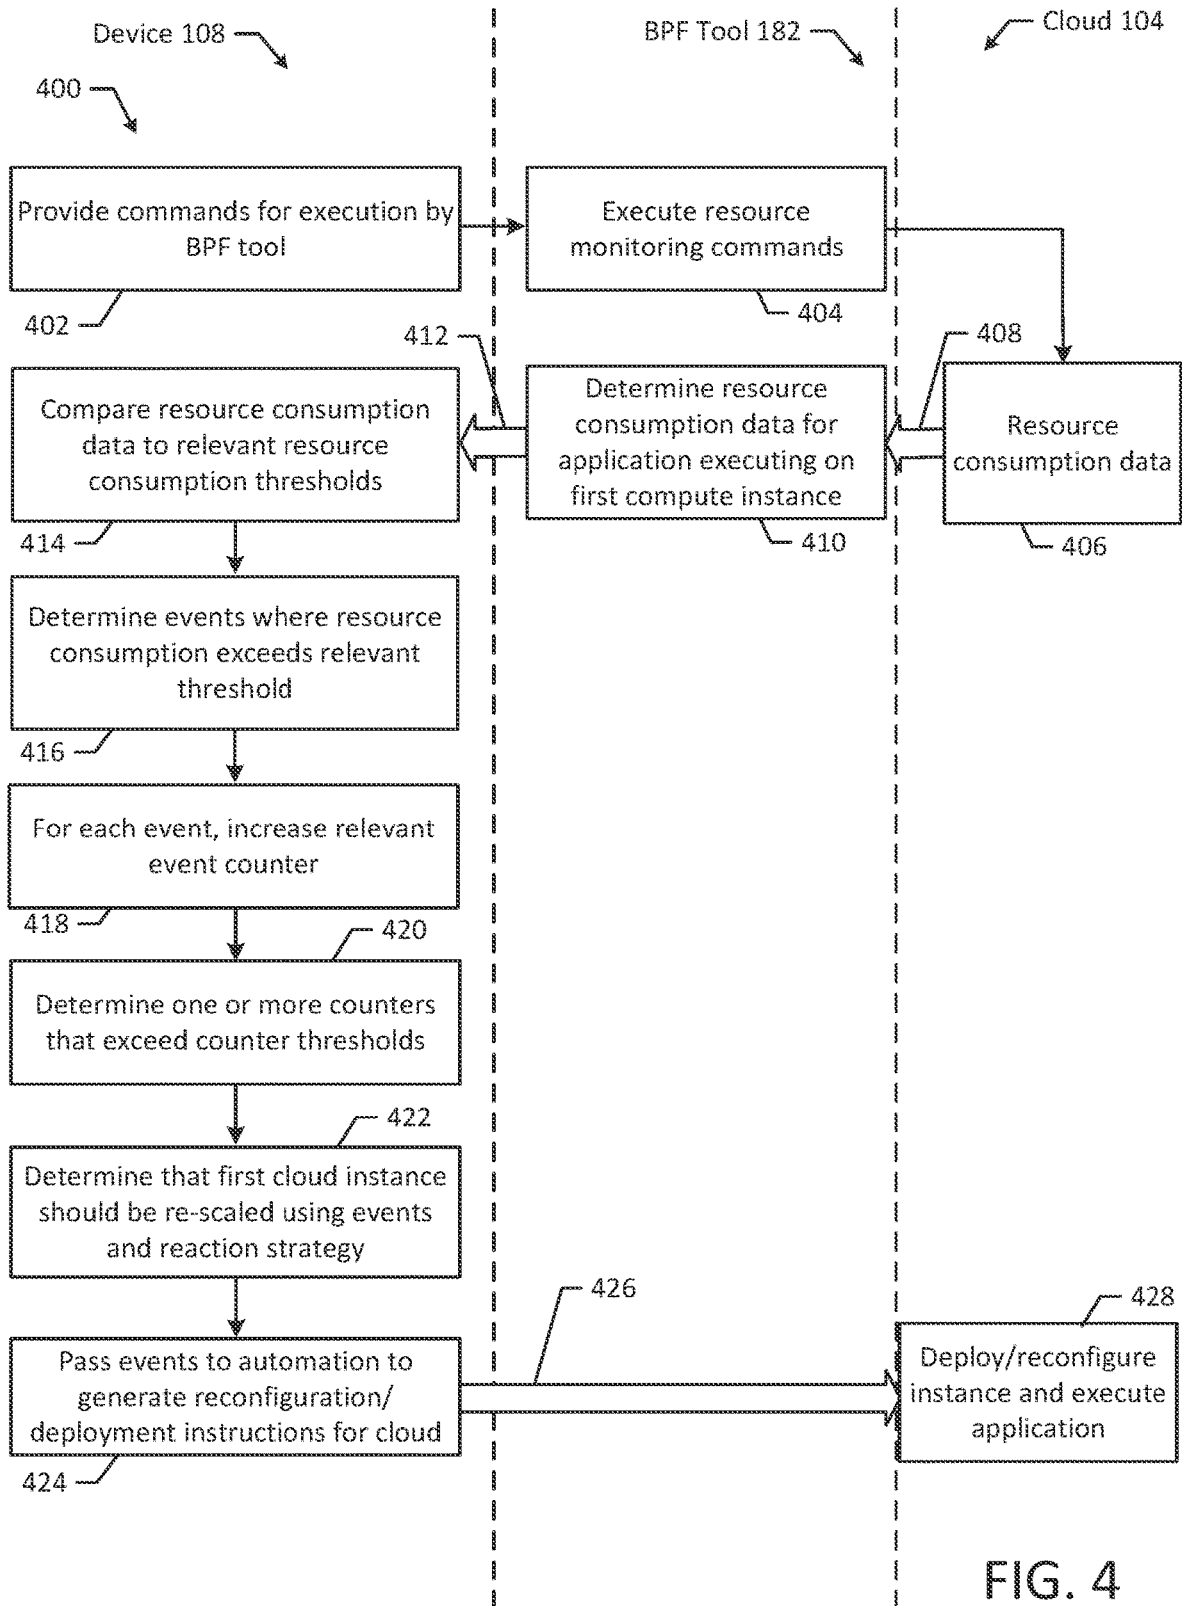 Device 108
BPF Tool 182
Cloud 104
400
Provide commands for execution by
BPF tool
402
Execute resource
monitoring commands
404
412
408
Compare resource consumption
data to relevant resource
consumption thresholds
414
Determine resource
consumption data for
application executing on
first compute instance
410
Resource
consumption data
406
Determine events where resource
consumption exceeds relevant
threshold
416
For each event, increase relevant
event counter
418
420
Determine one or more counters
that exceed counter thresholds
422
Determine that first cloud instance
should be re-scaled using events
and reaction strategy
426
428
Pass events to automation to
generate reconfiguration/
deployment instructions for cloud
424
Deploy/reconfigure
instance and execute
application
FIG. 4